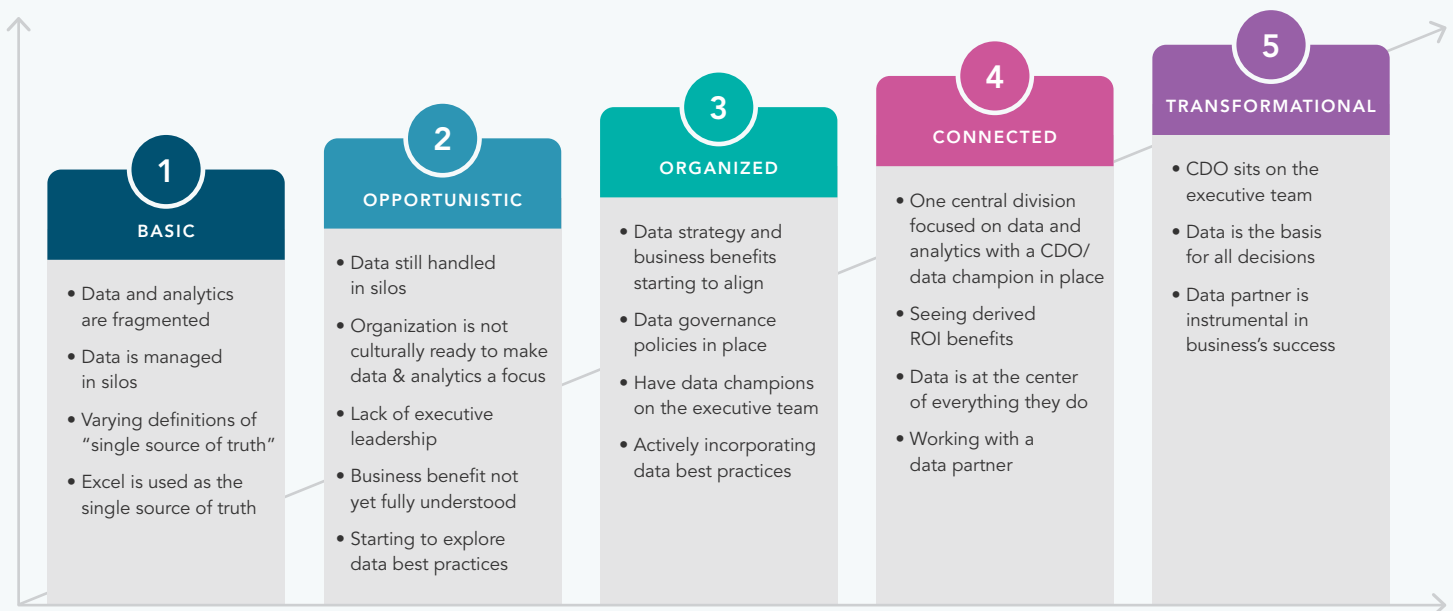 1
BASIC
• Data and analytics
are fragmented
• Data is managed
in silos
• Varying definitions of
“single source of truth”
• Excel is used as the
single source of truth
2
OPPORTUNISTIC
• Data still handled
in silos
• Organization is not
culturally ready to make
data & analytics a focus
• Lack of executive
leadership
• Business benefit not
yet fully understood
• Starting to explore
data best practices
3
ORGANIZED
• Data strategy and
business benefits
starting to align
• Data governance
policies in place
• Have data champions
on the executive team
• Actively incorporating
data best practices
4
CONNECTED
• One central division
focused on data and
analytics with a CDO/
data champion in place
• Seeing derived
ROI benefits
• Data is at the center
of everything they do
• Working with a
data partner
5
TRANSFORMATIONAL
• CDO sits on the
executive team
• Data is the basis
for all decisions
• Data partner is
instrumental in
business’s success